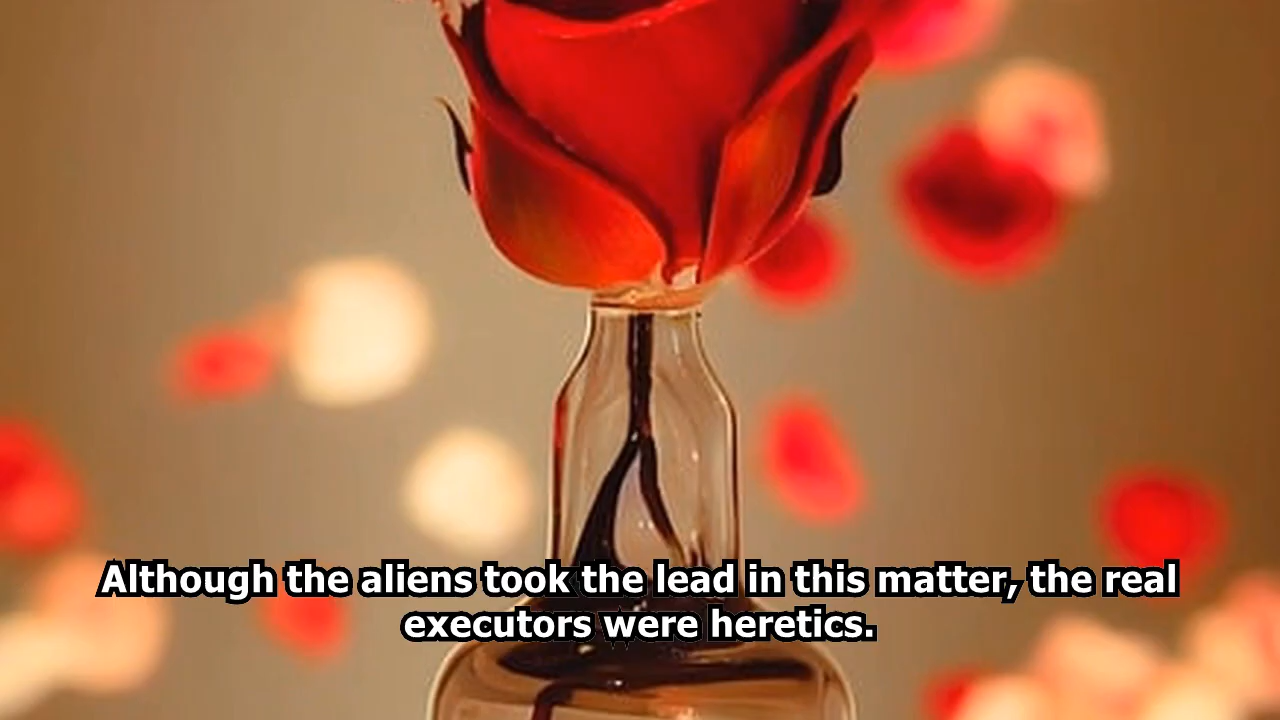 Although the aliens took the lead in this matter, the real
executors were heretics.